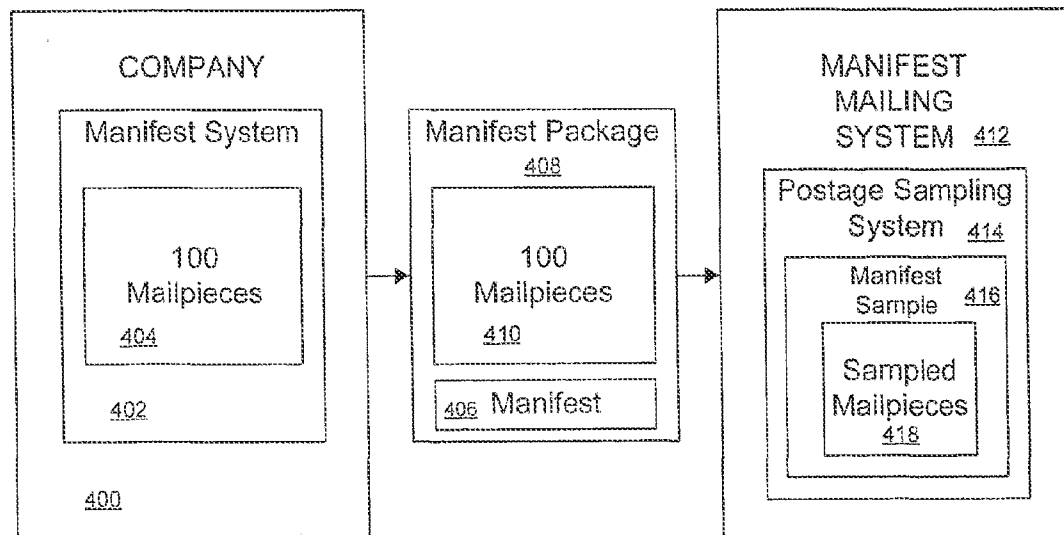 COMPANY
Manifest System
100
Mailpieces
404
402
400
Manifest Package
408
100
Mailpieces
410
406 Manifest
MANIFEST
MAILING
SYSTEM 412
Postage Sampling
System 414
Manifest
Sample 416
Sampled
Mailpieces
418